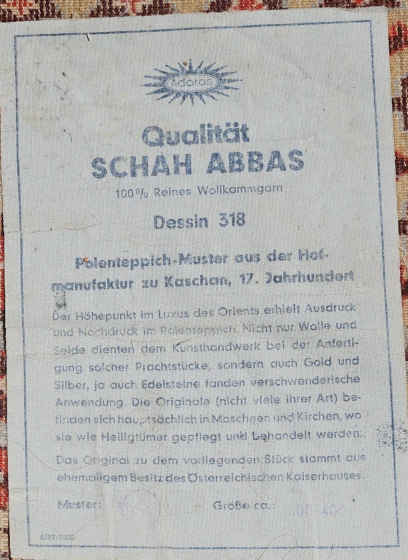 Adoros
Qualität
SCHAH ABBAS
100% Reines Wollkammgarn
Dessin 318
Polenteppich-Muster aus der Hof-
manufaktur zu Kaschan, 17. Jahrhundert
Der Höhepunkt im Luxus des Orients erhielt Ausdruck
und Nachdruck im Polenteppich. Nicht nur Wolle und
Seide dienten dem Kunsthandwerk bei der Anferti-
gung solcher Prachtstücke, sondern auch Gold und
Silber, ja auch Edelsteine fanden verschwenderische
Anwendung. Die Originale (nicht viele ihrer Art) be-
finden sich hauptsächlich in Moscheen und Kirchen, wo
sie wie Heiligtümer gepflegt und behandelt werden.
Das Original zu dem vorliegenden Stück stammt aus
ehemaligem Besitz des Österreichischen Kaiserhauses.
Muster: Größe ca.: